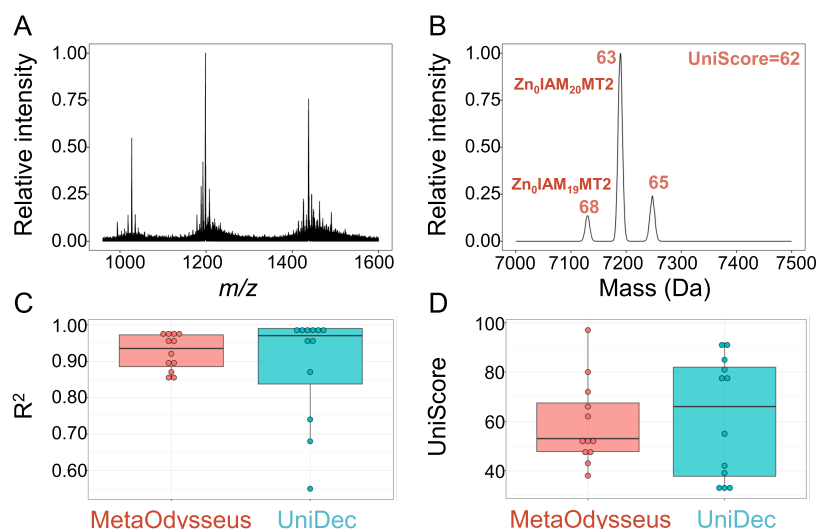 A
Relative intensity
1.00
0.75
0.50
0.25
0.00
1000 1200 1400 1600
m/z
B
Relative intensity
1.00
0.75
0.50
0.25
0.00
63
UniScore=62
Zn₀IAM₂₀MT2
Zn₀IAM₁₉MT2
68
65
7000 7100 7200 7300 7400 7500
Mass (Da)
C
R²
1.00
0.90
0.80
0.70
0.60
MetaOdysseus UniDec
D
UniScore
100
80
60
40
MetaOdysseus UniDec